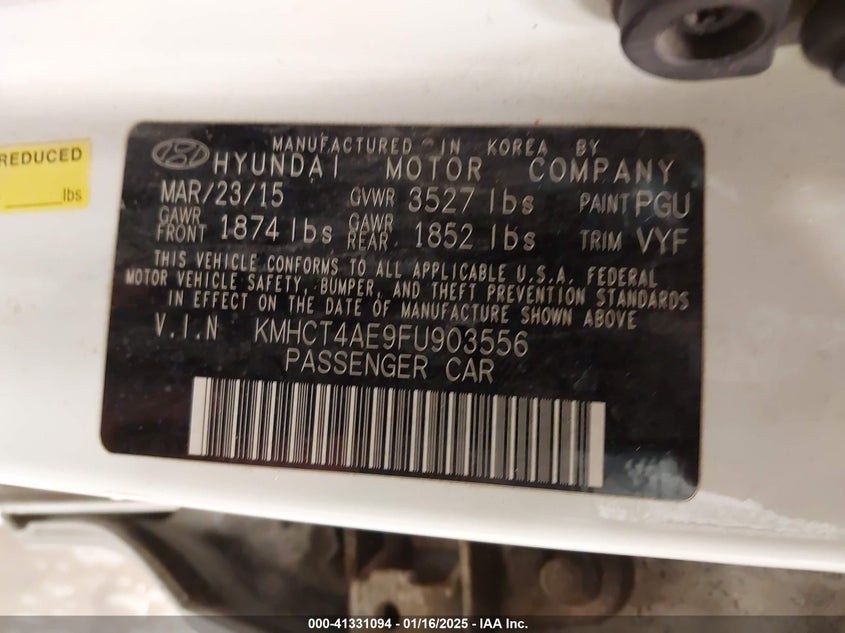 REDUCED
lbs
MANUFACTURED IN KOREA BY
HYUNDAI MOTOR COMPANY
MAR/23/15 GVWR 3527 lbs PAINT PGU
GAWR FRONT 1874 lbs GAWR REAR 1852 lbs TRIM VYF
THIS VEHICLE CONFORMS TO ALL APPLICABLE U.S.A. FEDERAL
MOTOR VEHICLE SAFETY, BUMPER, AND THEFT PREVENTION STANDARDS
IN EFFECT ON THE DATE OF MANUFACTURE SHOWN ABOVE
V.I.N KMHCT4AE9FU903556
PASSENGER CAR
000-41331094 - 01/16/2025 - IAA Inc.